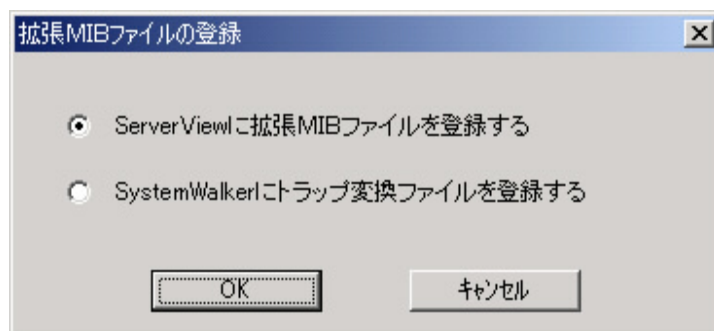 拡張MIBファイルの登録
ServerViewに拡張MIBファイルを登録する
SystemWalkerにトラップ変換ファイルを登録する
OK
キャンセル